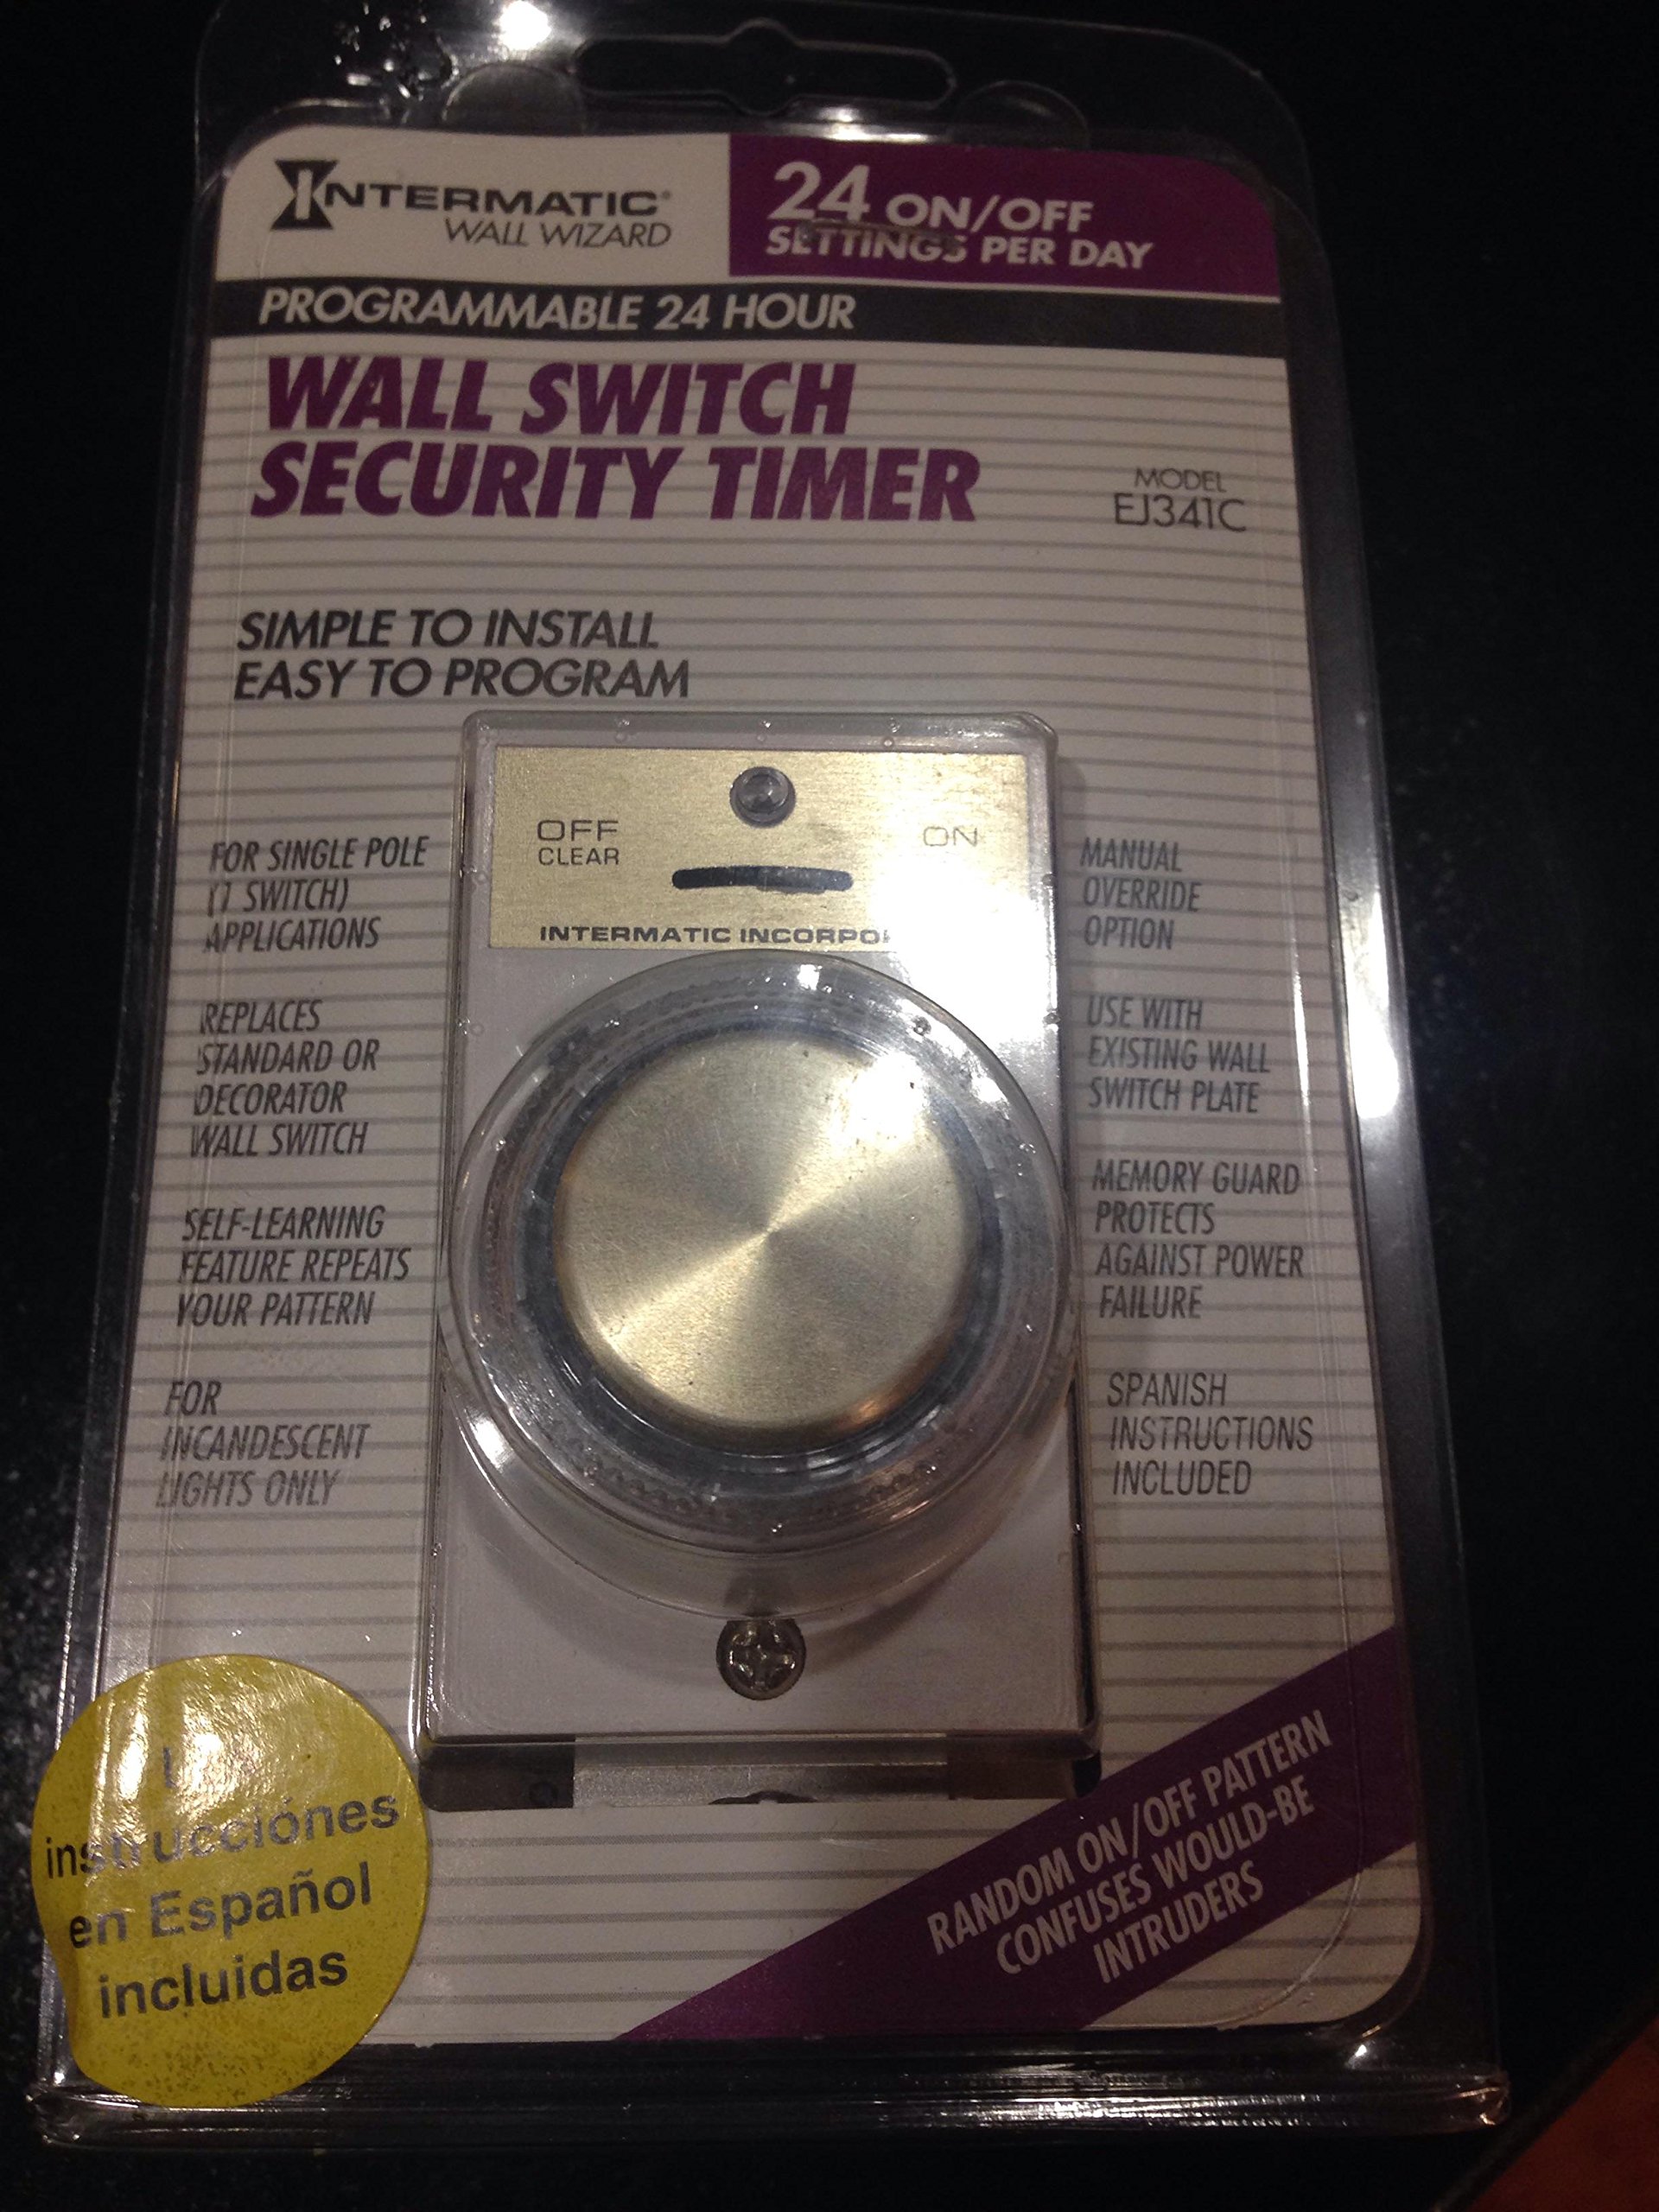 INTERMATIC®
WALL WIZARD
24 ON/OFF
SETTINGS PER DAY
PROGRAMMABLE 24 HOUR
WALL SWITCH
SECURITY TIMER
MODEL
EJ341C
SIMPLE TO INSTALL
EASY TO PROGRAM
OFF
CLEAR
ON
INTERMATIC
FOR SINGLE POLE
(1 SWITCH)
APPLICATIONS
REPLACES
STANDARD OR
DECORATOR
WALL SWITCH
SELF-LEARNING
FEATURE REPEATS
YOUR PATTERN
FOR
INCANDESCENT
LIGHTS ONLY
MANUAL
OVERRIDE
OPTION
USE WITH
EXISTING WALL
SWITCH PLATE
MEMORY GUARD
PROTECTS
AGAINST POWER
FAILURE
SPANISH
INSTRUCTIONS
INCLUDED
instrucciónes
en Español
incluidas
RANDOM ON/OFF PATTERN
CONFUSES WOULD-BE
INTRUDERS